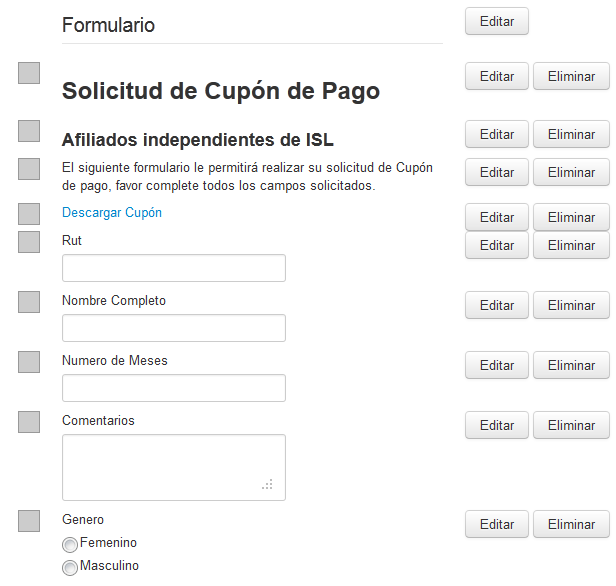 Formulario Editar
Solicitud de Cupón de Pago Editar Eliminar
Afiliados independientes de ISL Editar Eliminar
El siguiente formulario le permitirá realizar su solicitud de Cupón Editar Eliminar
de pago, favor complete todos los campos solicitados.
Descargar Cupón Editar Eliminar
Rut Editar Eliminar
Nombre Completo Editar Eliminar
Numero de Meses Editar Eliminar
Comentarios Editar Eliminar
Genero Editar Eliminar
Femenino
Masculino